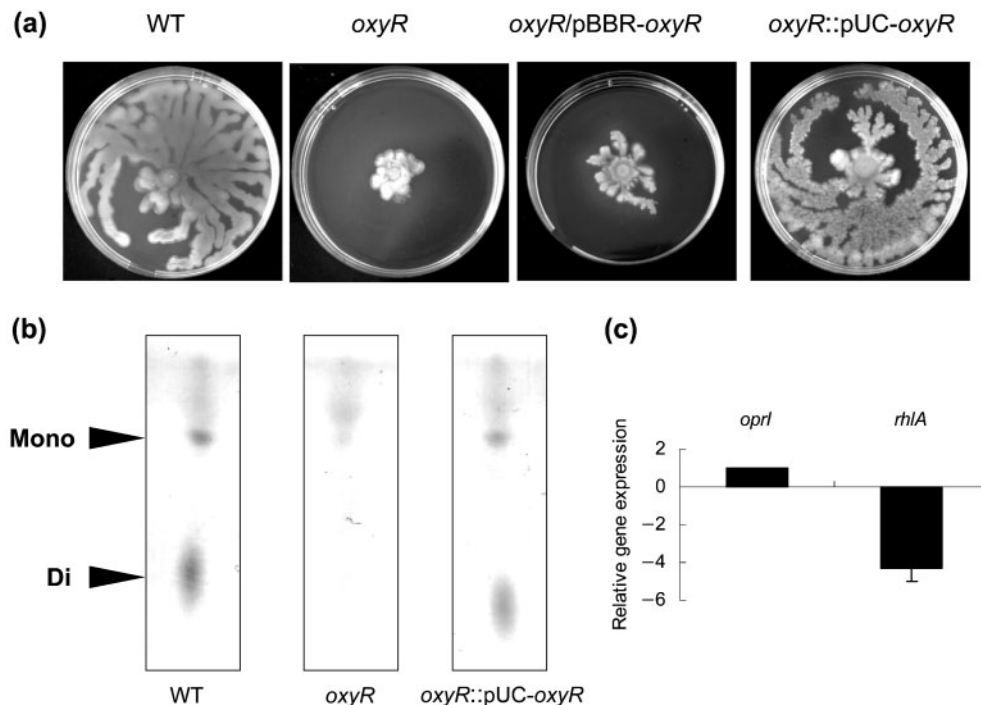 (a)
WT oxyR oxyR/pBBR-oxyR oxyR::pUC-oxyR
(b)
Mono
Di
WT oxyR oxyR::pUC-oxyR
(c)
oprI rhlA
Relative gene expression
2
0
−2
−4
−6